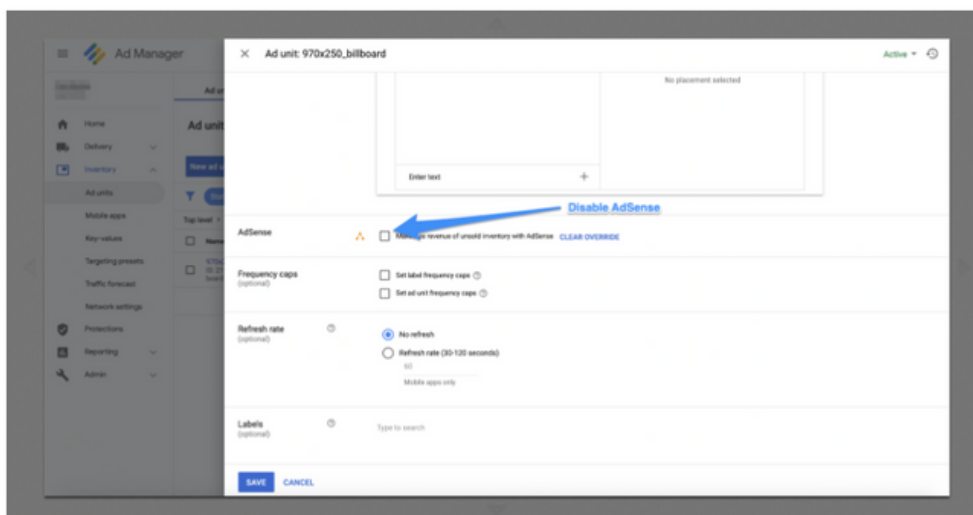 Ad Manager
Home
Delivery
Inventory
Ad units
Mobile apps
Key-values
Targeting presets
Traffic forecast
Network settings
Protections
Reporting
Admin
Ad unit
New ad u
Top level >
Name
Ad unit: 970x250_billboard
Active
No placement selected
Enter text
Disable AdSense
AdSense
revenue of unsold inventory with AdSense CLEAR OVERRIDE
Frequency caps
(optional)
Set label frequency caps
Set ad unit frequency caps
Refresh rate
(optional)
No refresh
Refresh rate (30-120 seconds)
60
Mobile apps only
Labels
(optional)
Type to search
SAVE CANCEL